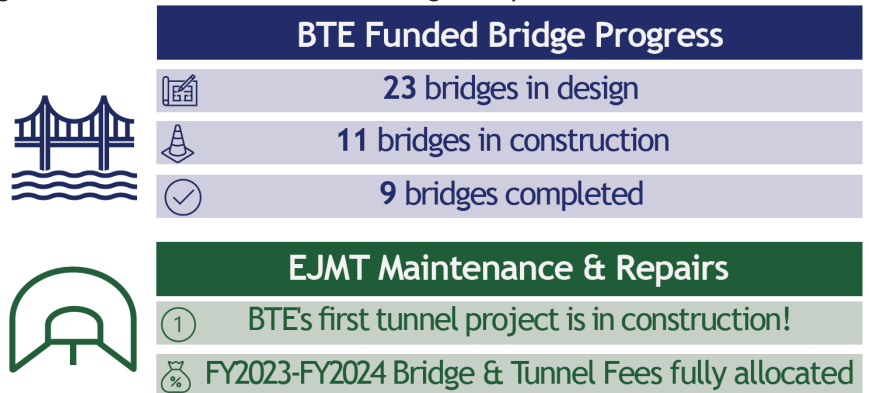 BTE Funded Bridge Progress
23 bridges in design
11 bridges in construction
9 bridges completed
EJMT Maintenance & Repairs
1 BTE's first tunnel project is in construction!
% FY2023-FY2024 Bridge & Tunnel Fees fully allocated